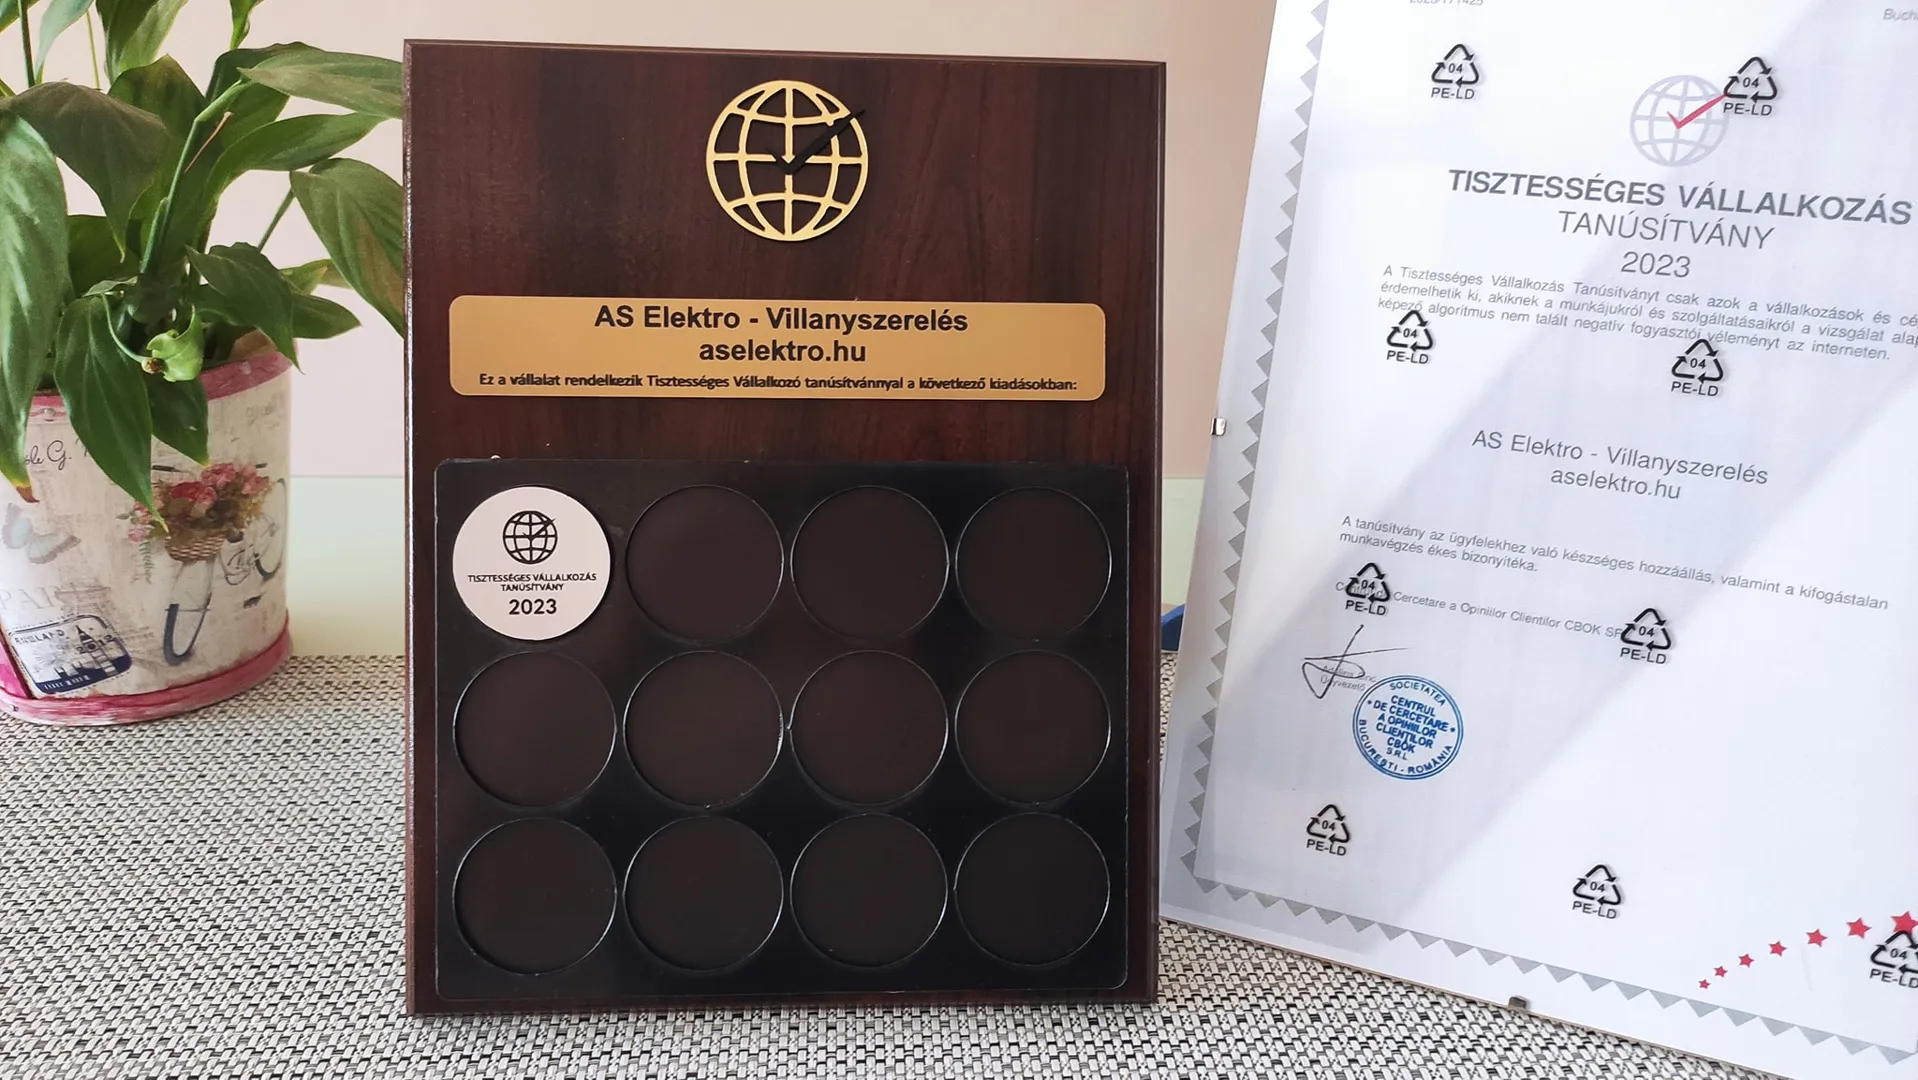 AS Elektro - Villanyszerelés
aselektro.hu
Ez a vállalat rendelkezik Tisztességes Vállalkozó tanúsítvánnyal a következő kiadásokban:
TISZTESSÉGES VÁLLALKOZÁS
TANÚSÍTVÁNY
2023
2023/171425
TISZTESSÉGES VÁLLALKOZÁS
TANÚSÍTVÁNY
2023
A Tisztességes Vállalkozás Tanúsítványt csak azok a vállalkozások és
érdemelhetik ki, akiknek a munkájukról és szolgáltatásaikról a vizsgálat
képező algoritmus nem talált negatív fogyasztói véleményt az interneten.
AS Elektro - Villanyszerelés
aselektro.hu
A tanúsítvány az ügyfelekhez való készséges hozzáállás, valamint a kifogástalan
munkavégzés ékes bizonyítéka.
Cercetare a Opiniilor Clientilor CBOK
Ügyvezető
SOCIETATEA
CENTRUL
DE CERCETARE
A OPINIILOR
CLIENȚILOR
CBOK
S.R.L.
BUCUREȘTI - ROMÂNIA
04
PE-LD
04
PE-LD
04
PE-LD
04
PE-LD
04
PE-LD
04
PE-LD
04
PE-LD
04
PE-LD
04
PE-LD